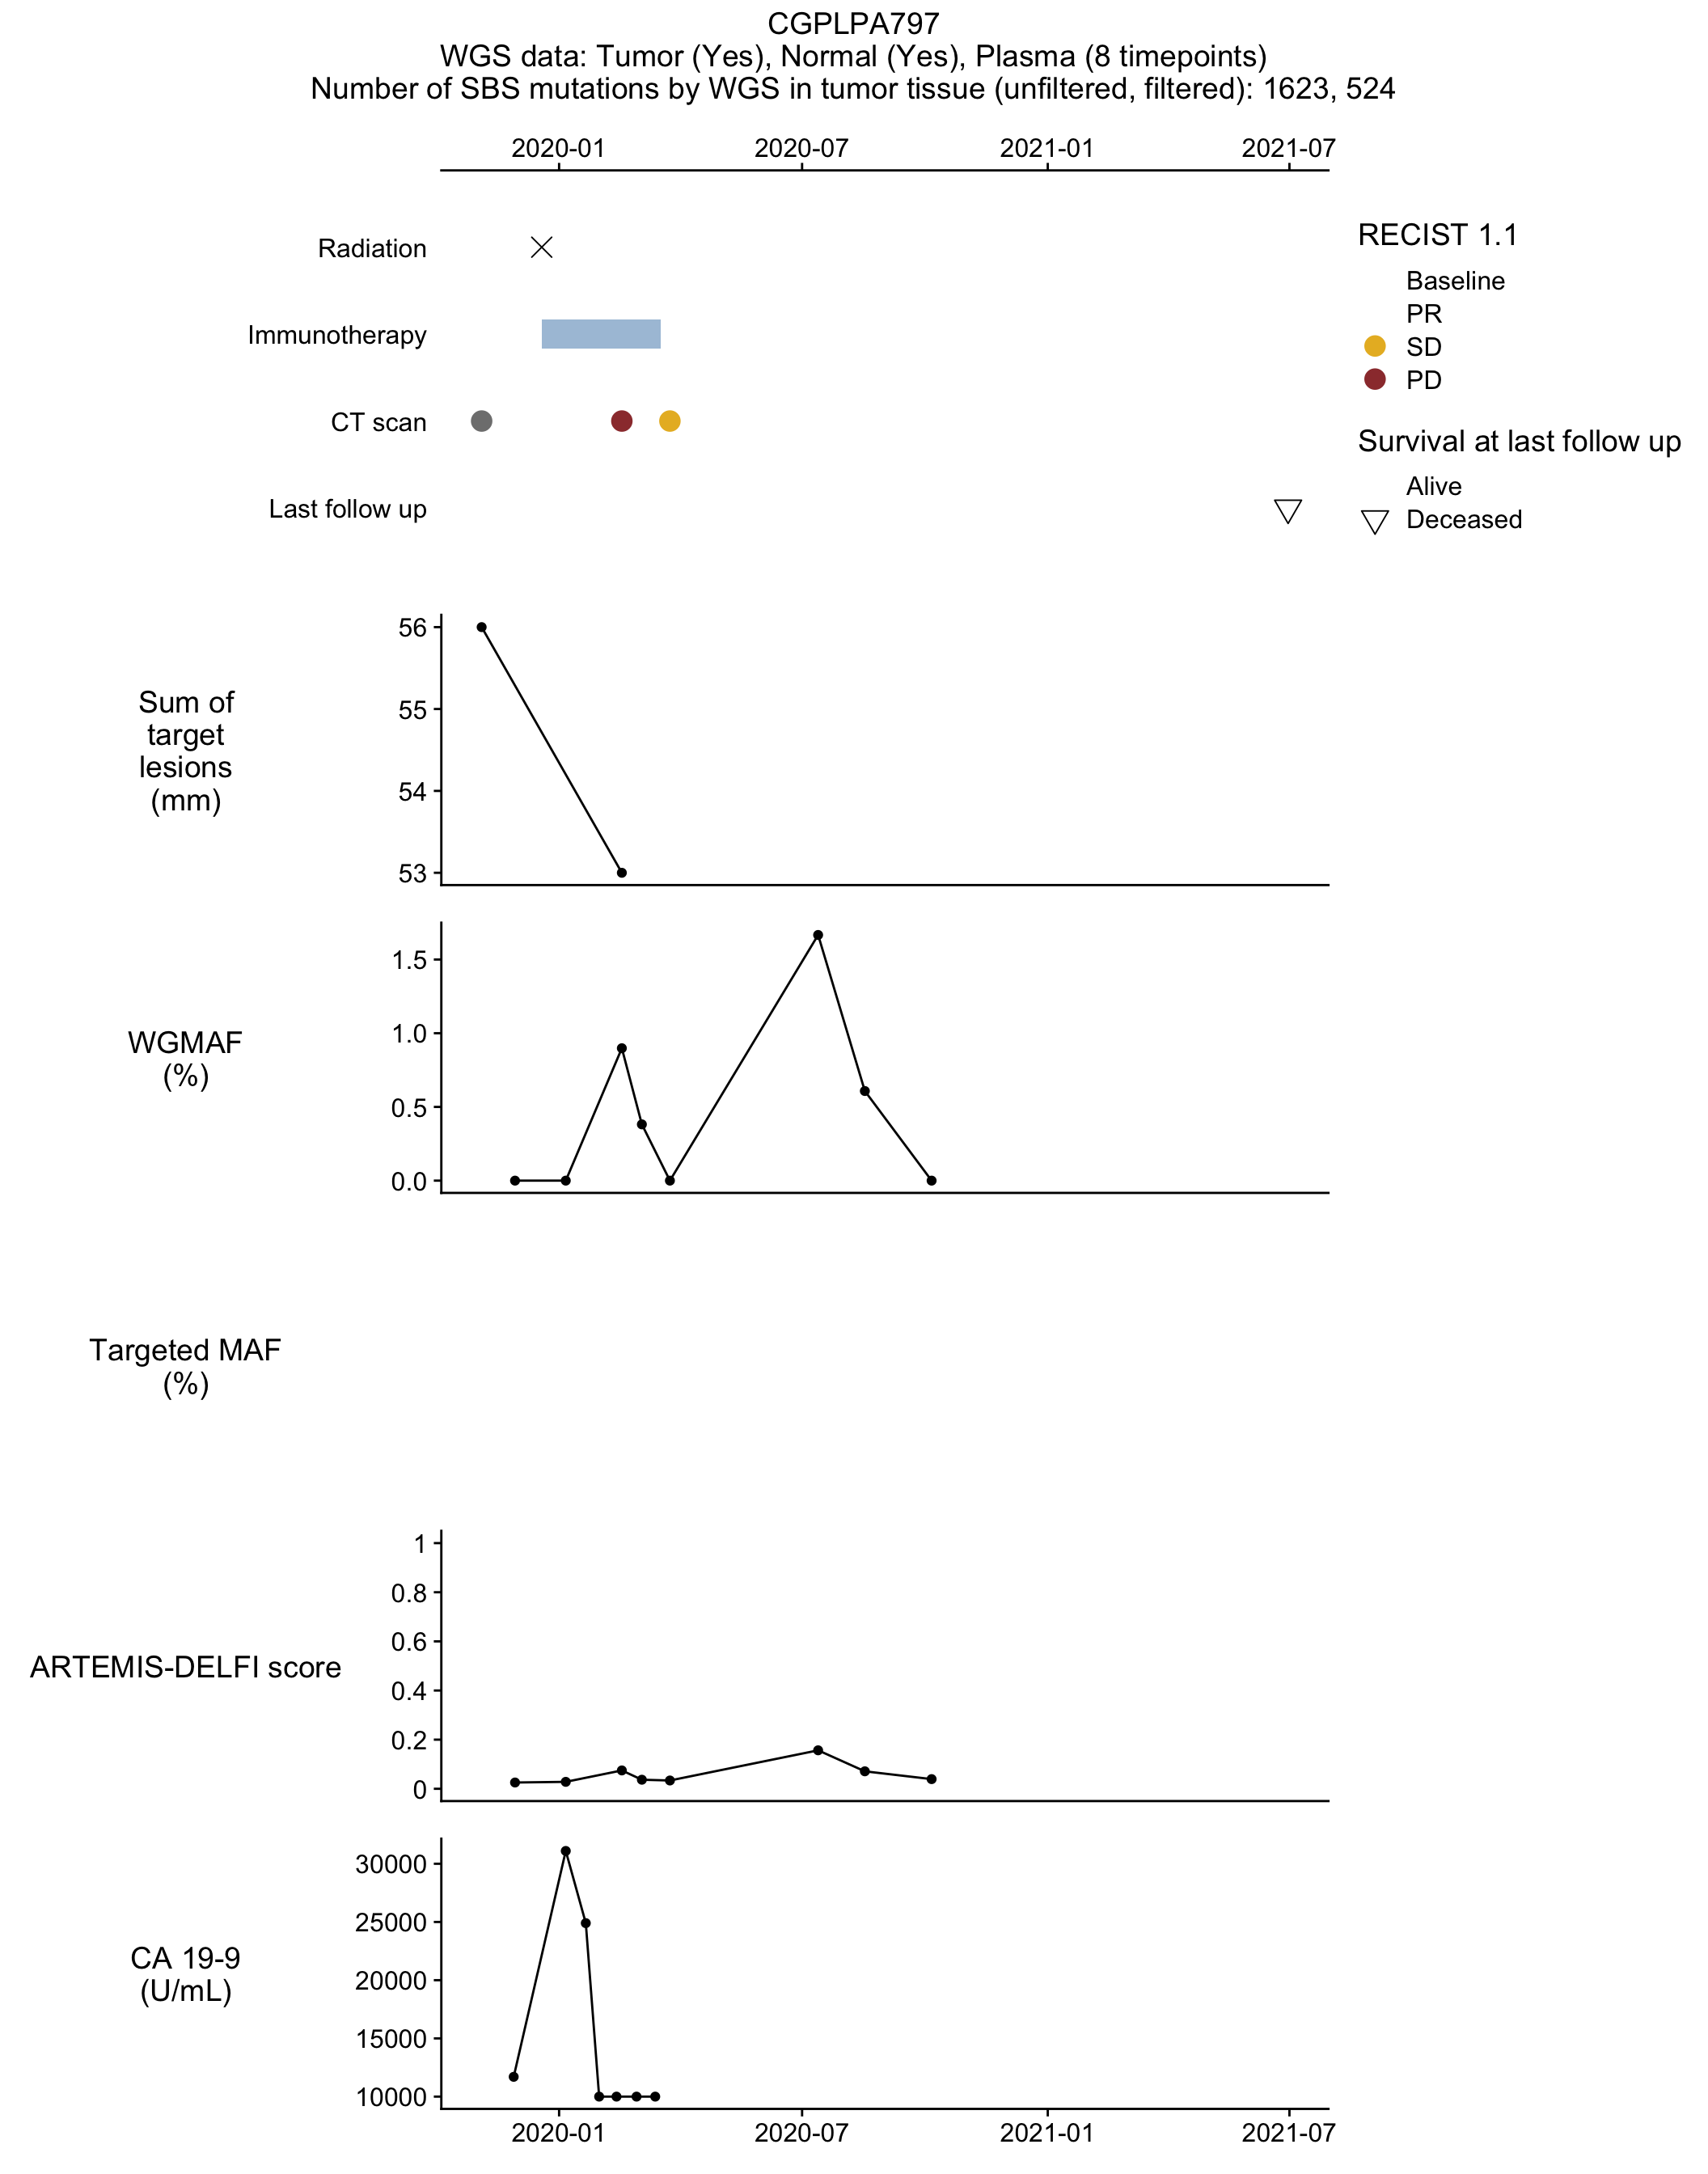 CGPLPA797
WGS data: Tumor (Yes), Normal (Yes), Plasma (8 timepoints)
Number of SBS mutations by WGS in tumor tissue (unfiltered, filtered): 1623, 524
2020-01 2020-07 2021-01 2021-07
Radiation
Immunotherapy
CT scan
Last follow up
RECIST 1.1
Baseline
PR
SD
PD
Survival at last follow up
Alive
Deceased
Sum of
target
lesions
(mm)
56
55
54
53
WGMAF
(%)
1.5
1.0
0.5
0.0
Targeted MAF
(%)
ARTEMIS-DELFI score
1
0.8
0.6
0.4
0.2
0
CA 19-9
(U/mL)
30000
25000
20000
15000
10000
2020-01 2020-07 2021-01 2021-07